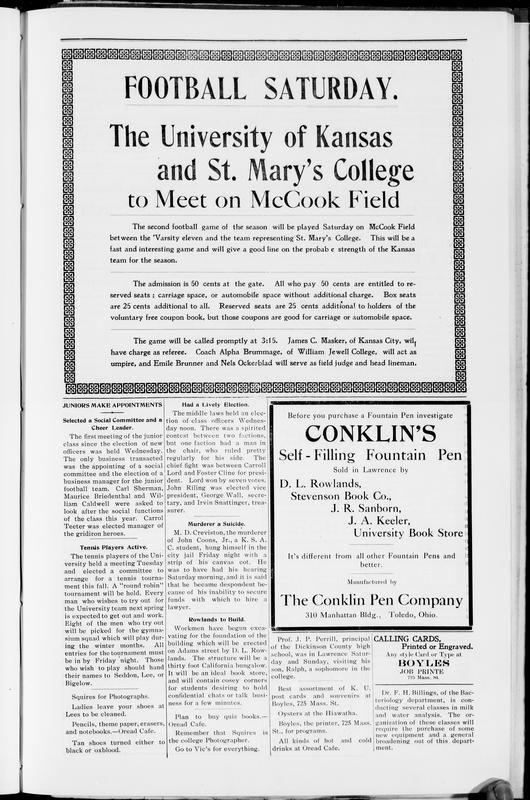 FOOTBALL SATURDAY.
The University of Kansas
and St. Mary's College
to Meet on McCook Field
The second football game of the season will be played Saturday on McCook Field
between the 'Varsity eleven and the team representing St. Mary's College. This will be a
fast and interesting game and will give a good line on the probab e strength of the Kansas
team for the season.
The admission is 50 cents at the gate. All who pay 50 cents are entitled to re-
served seats; carriage space, or automobile space without additional charge. Box seats
are 25 cents additional to all. Reserved seats are 25 cents additional to holders of the
voluntary free coupon book, but those coupons are good for carriage or automobile space.
The game will be called promptly at 3:15. James C. Masker, of Kansas City, will
have charge as referee. Coach Alpha Brummage, of William Jewell College, will act as
umpire, and Emile Brunner and Nels Ockerblad will serve as field judge and head lineman.
JUNIORS MAKE APPOINTMENTS
Selected a Social Committee and a
Cheer Leader.
The first meeting of the junior
class since the election of new
officers was held Wednesday.
The only business transacted
was the appointing of a social
committee and the election of a
business manager for the junior
football team. Carl Sherman,
Maurice Briedenthal and Wil-
liam Caldwell were asked to
look after the social functions
of the class this year. Carrol
Teeter was elected manager of
the gridiron heroes.
Tennis Players Active.
The tennis players of the Uni-
versity held a meeting Tuesday
and elected a committee to
arrange for a tennis tourna-
ment this fall. A "round robin"
tournament will be held. Every
man who wishes to try out for
the University team next spring
is expected to get out and work.
Eight of the men who try out
will be picked for the gymna-
sium squad which will play dur-
ing the winter months. All
entries for the tournament must
be in by Friday night. Those
who wish to play should hand
their names to Seddon, Lee, or
Bigelow.
Squires for Photographs.
Ladies leave your shoes at
Lees to be cleaned.
Pencils, theme paper, erasers,
and notebooks.—Oread Cafe.
Tan shoes turned either to
black or oxblood.
Had a Lively Election.
The middle laws held an elec-
tion of class officers Wednes-
day noon. There was a spirited
contest between two factions,
but one faction had a man in
the chair, who ruled pretty
regularly for his side. The
chief fight was between Carroll
Lord and Foster Cline for presi-
dent. Lord won by seven votes.
John Riling was elected vice
president, George Wall, secre-
tary, and Irvin Snattinger, trea-
surer.
Murderer a Suicide.
M. D. Creviston, the murderer
of John Coons, Jr., a K. S. A.
C. student, hung himself in the
city jail Friday night with a
strip of his canvas cot. He
was to have had his hearing
Saturday morning, and it is said
that he became despondent be-
cause of his inability to secure
funds with which to hire a
lawyer.
Rowlands to Build.
Workmen have begun exca-
vating for the foundation of the
building which will be erected
on Adams street by D. L. Row-
lands. The structure will be a
thirty foot California bungalow.
It will be an ideal book store,
and will contain cosey corners
for students desiring to hold
confidential chats or talk busi-
ness for a few minutes.
Plan to buy quiz books.—
Oread Cafe.
Remember that Squires is
the college Photographer.
Go to Vic's for everything.
Before you purchase a Fountain Pen investigate
CONKLIN'S
Self-Filling Fountain Pen
Sold in Lawrence by
D. L. Rowlands,
Stevenson Book Co.,
J. R. Sanborn,
J. A. Keeler,
University Book Store
It's different from all other Fountain Pens and
better.
Manufactured by
The Conklin Pen Company
310 Manhattan Bldg., Toledo, Ohio.
Prof. J. P. Perrill, principal
of the Dickinson County high
school, was in Lawrence Satur-
day and Sunday, visiting his
son, Ralph, a sophomore in the
college.
Best assortment of K. U.
post cards and souvenirs at
Boyles, 725 Mass. St.
Oysters at the Hiawatha.
Boyles, the printer, 725 Mass.
St., for programs.
All kinds of hot and cold
drinks at Oread Cafe.
CALLING CARDS,
Printed or Engraved.
Any style Card or Type at
BOYLES
JOB PRINTE
725 Mass. St.
Dr. F. H. Billings, of the Bac-
teriology department, is con-
ducting several classes in milk
and water analysis. The or-
ganization of these classes will
require the purchase of some
new equipment and a general
broadening out of this depart-
ment.